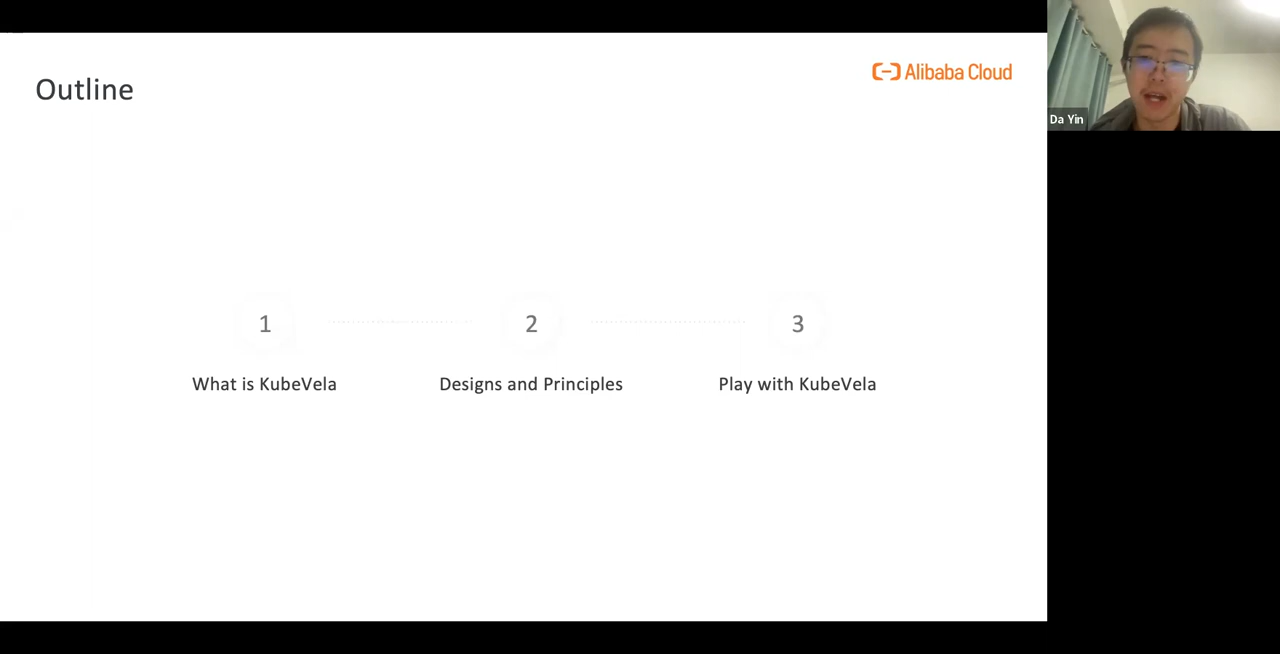 Outline
Alibaba Cloud
Da Yin
1
2
3
What is KubeVela
Designs and Principles
Play with KubeVela